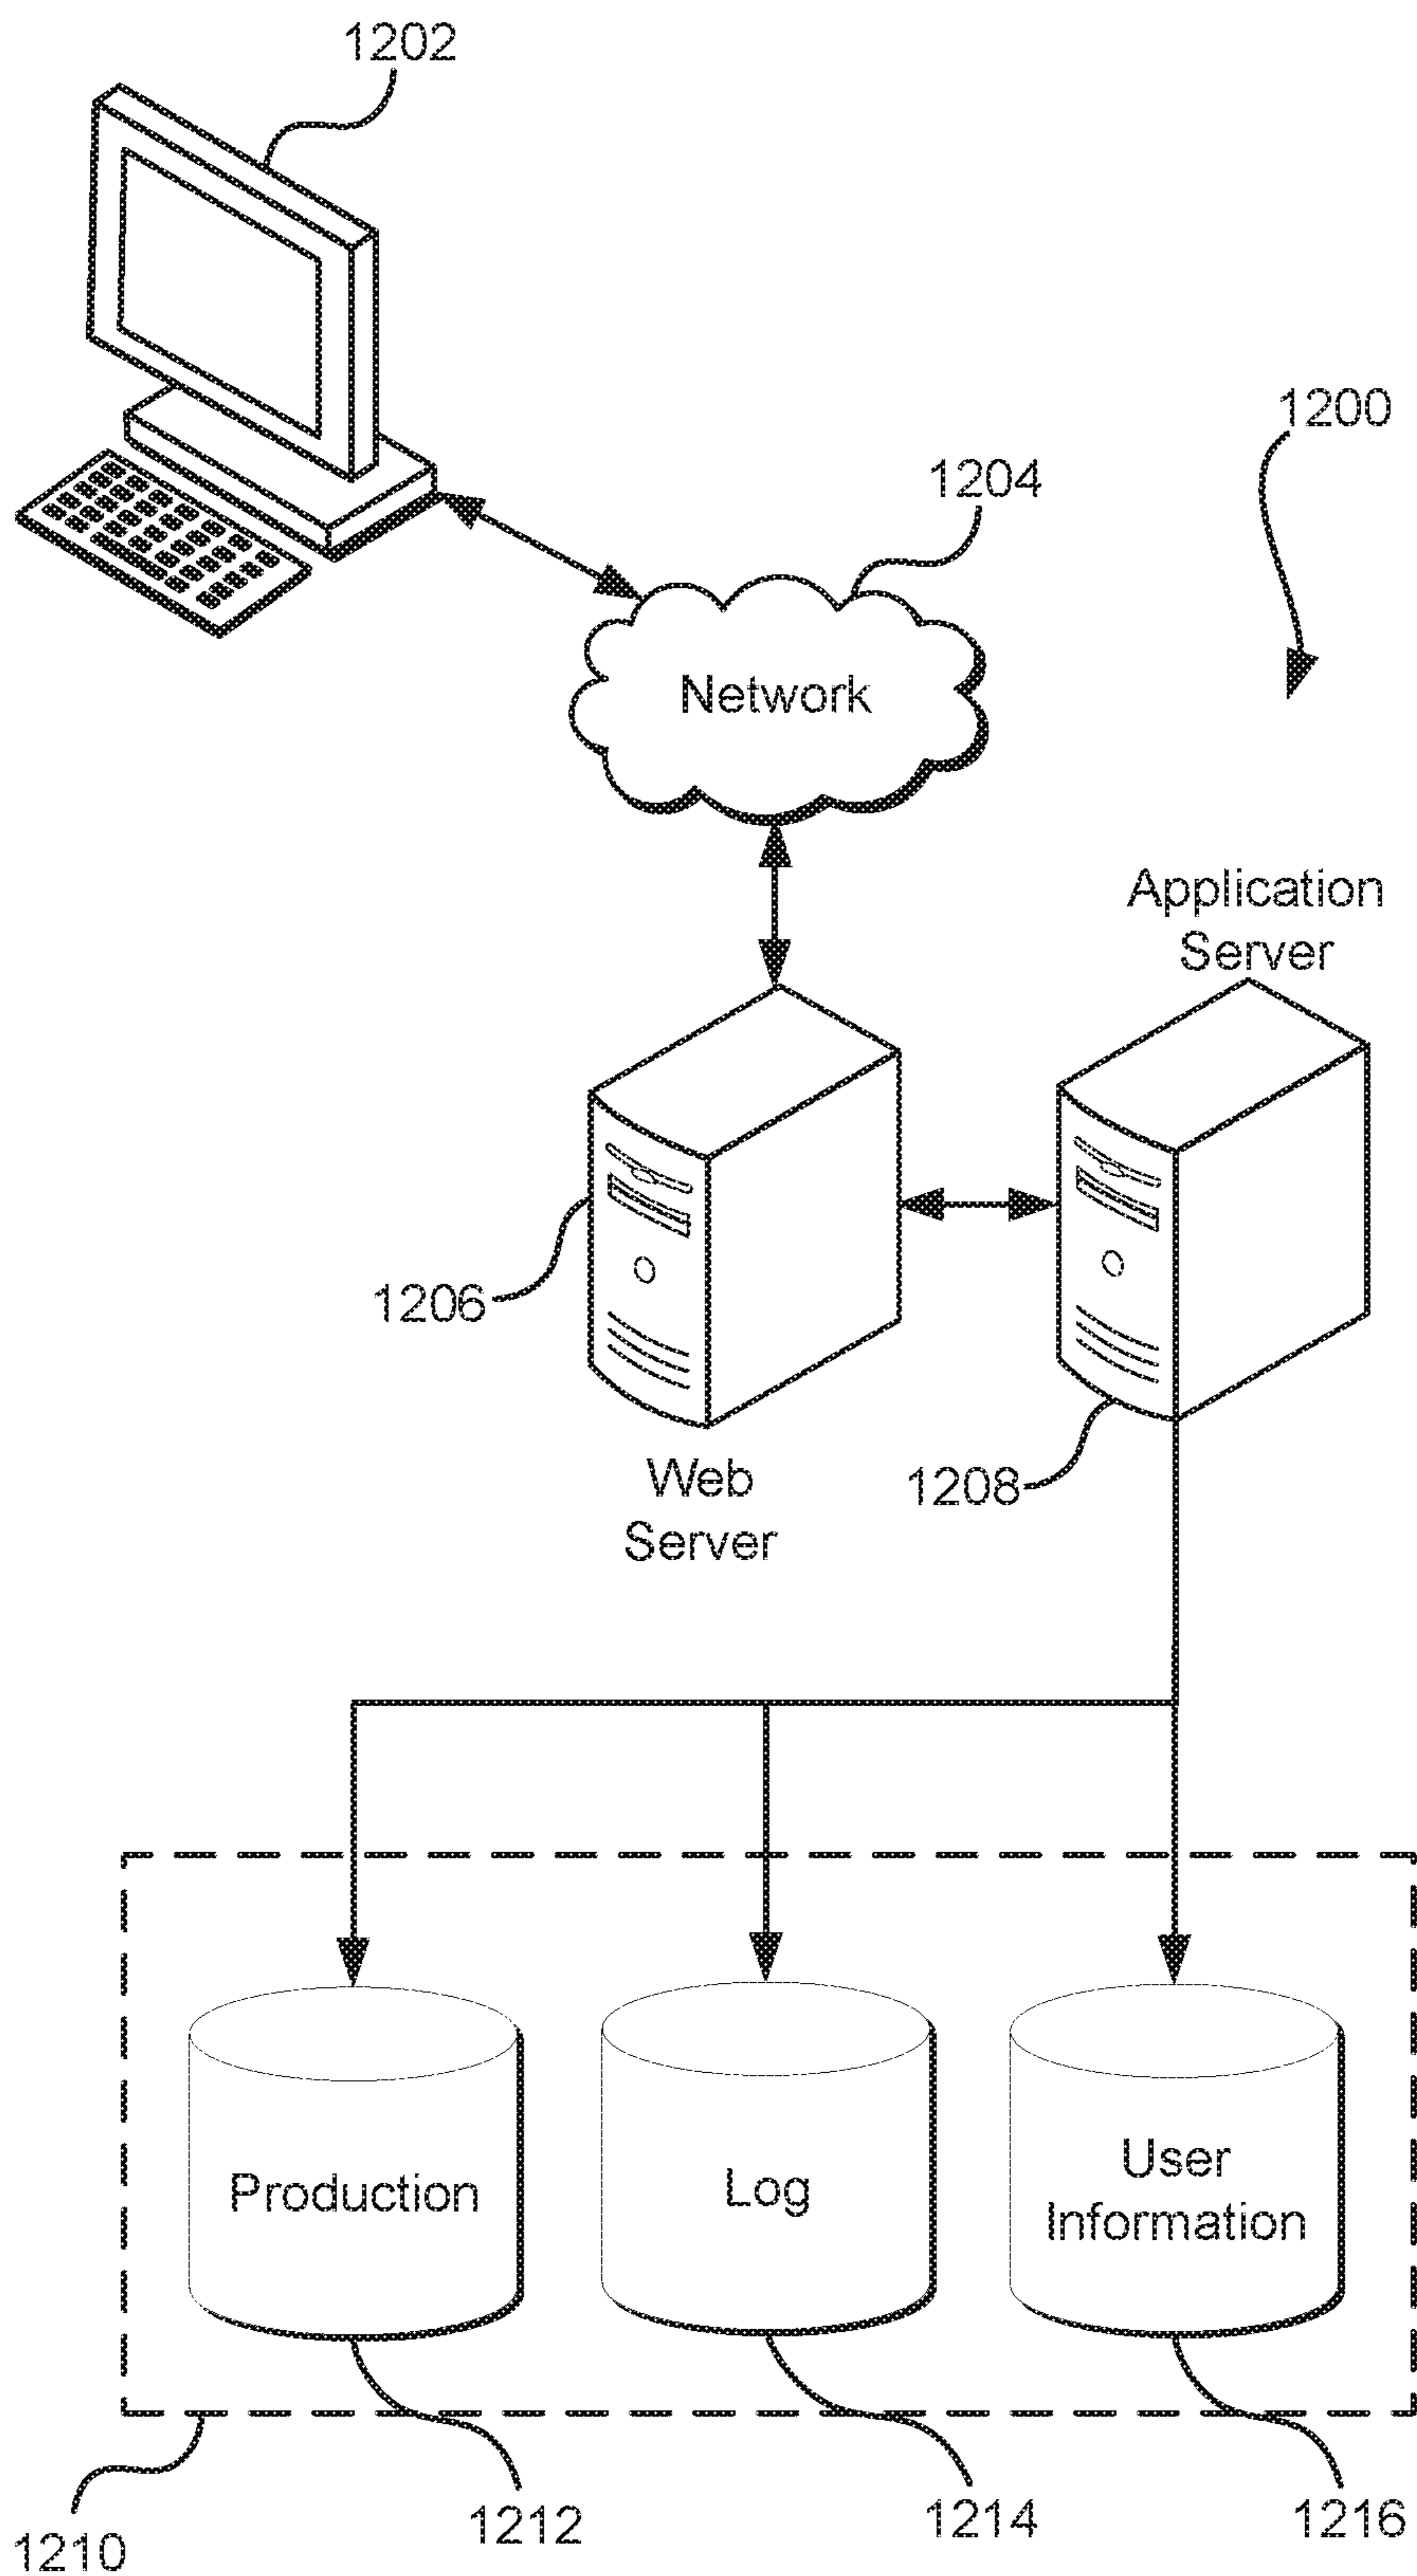 1202
1200
1204
Network
Application
Server
1206
Web
Server
1208
Production
Log
User
Information
1210
1212
1214
1216